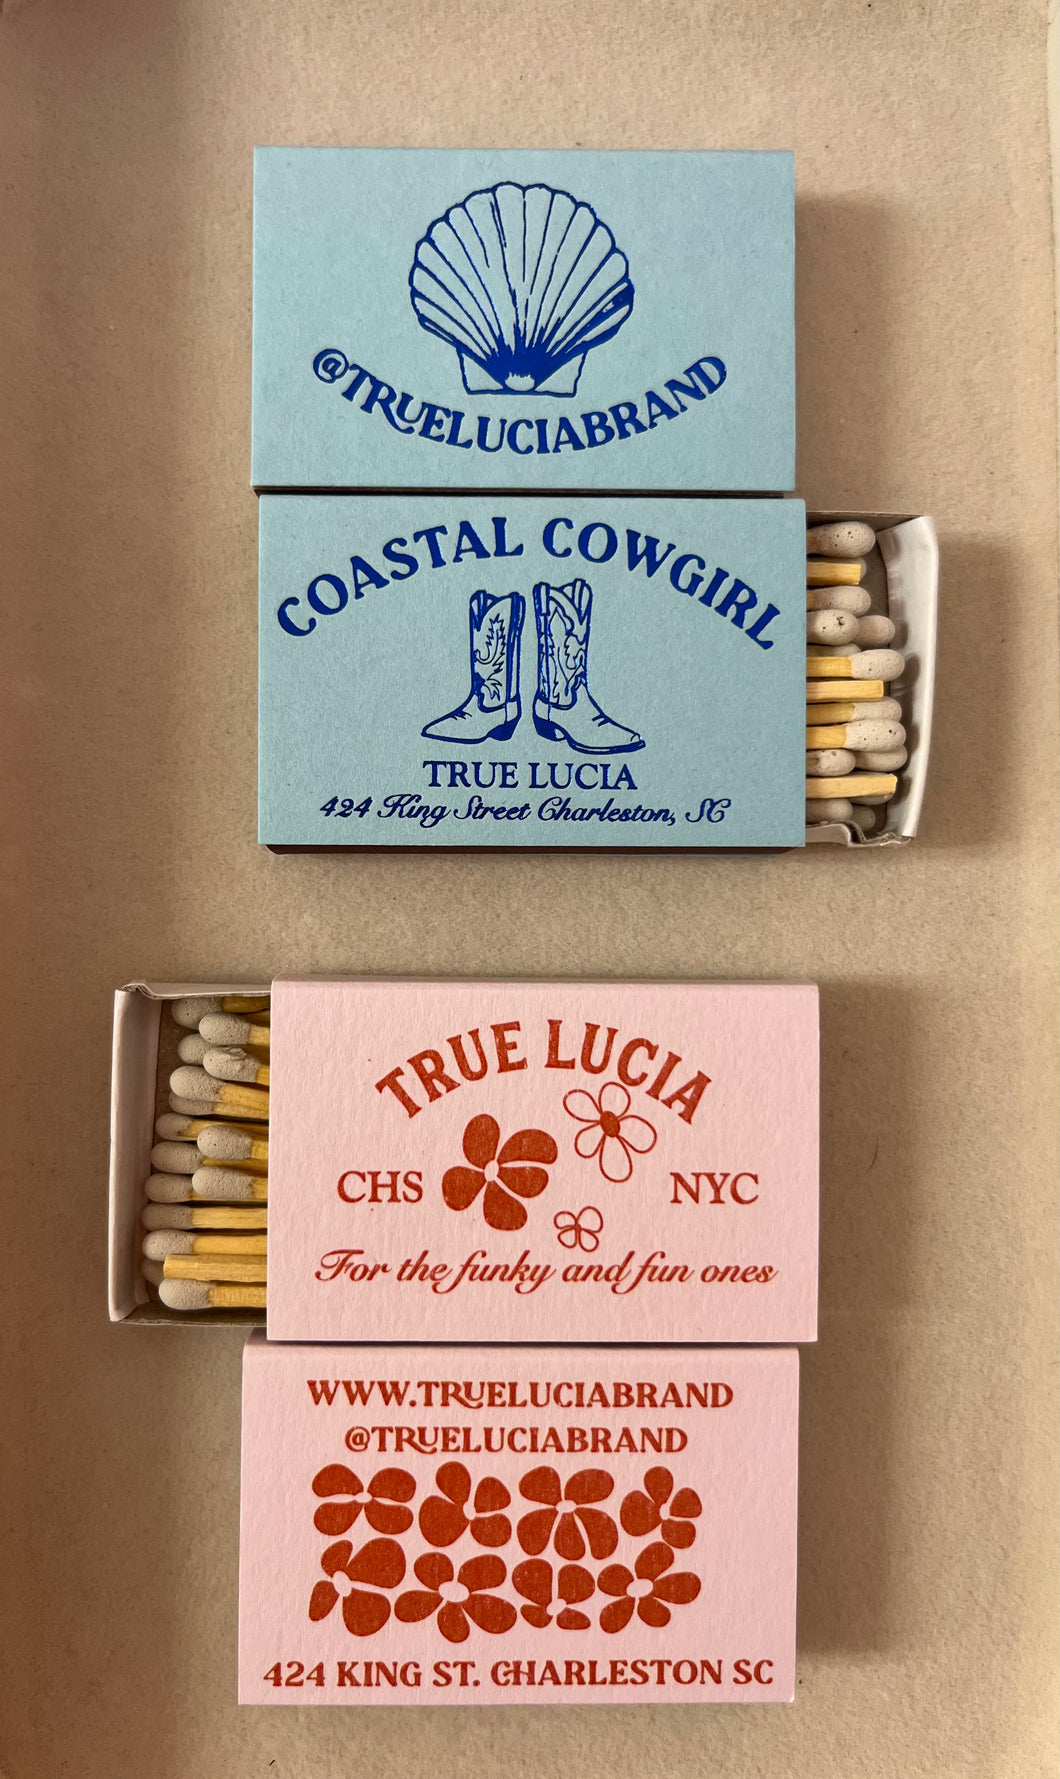 @TRUELUCIABRAND
COASTAL COWGIRL
TRUE LUCIA
424 King Street Charleston, SC
TRUE LUCIA
CHS NYC
For the funky and fun ones
WWW.TRUELUCIABRAND
@TRUELUCIABRAND
424 KING ST. CHARLESTON SC